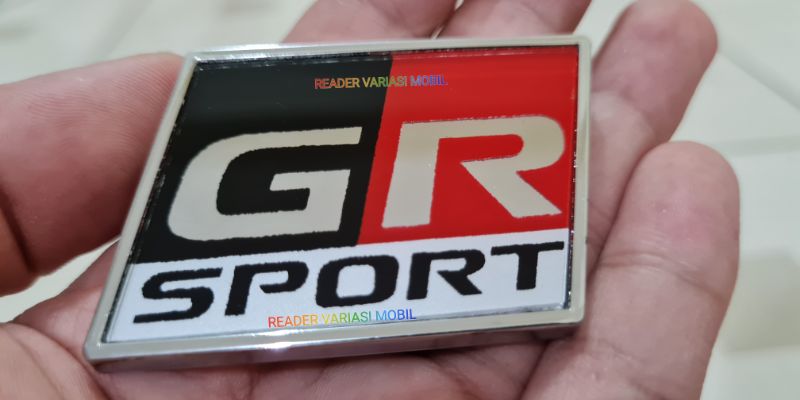 READER VARIASI MOBIL
GR
SPORT
READER VARIASI MOBIL